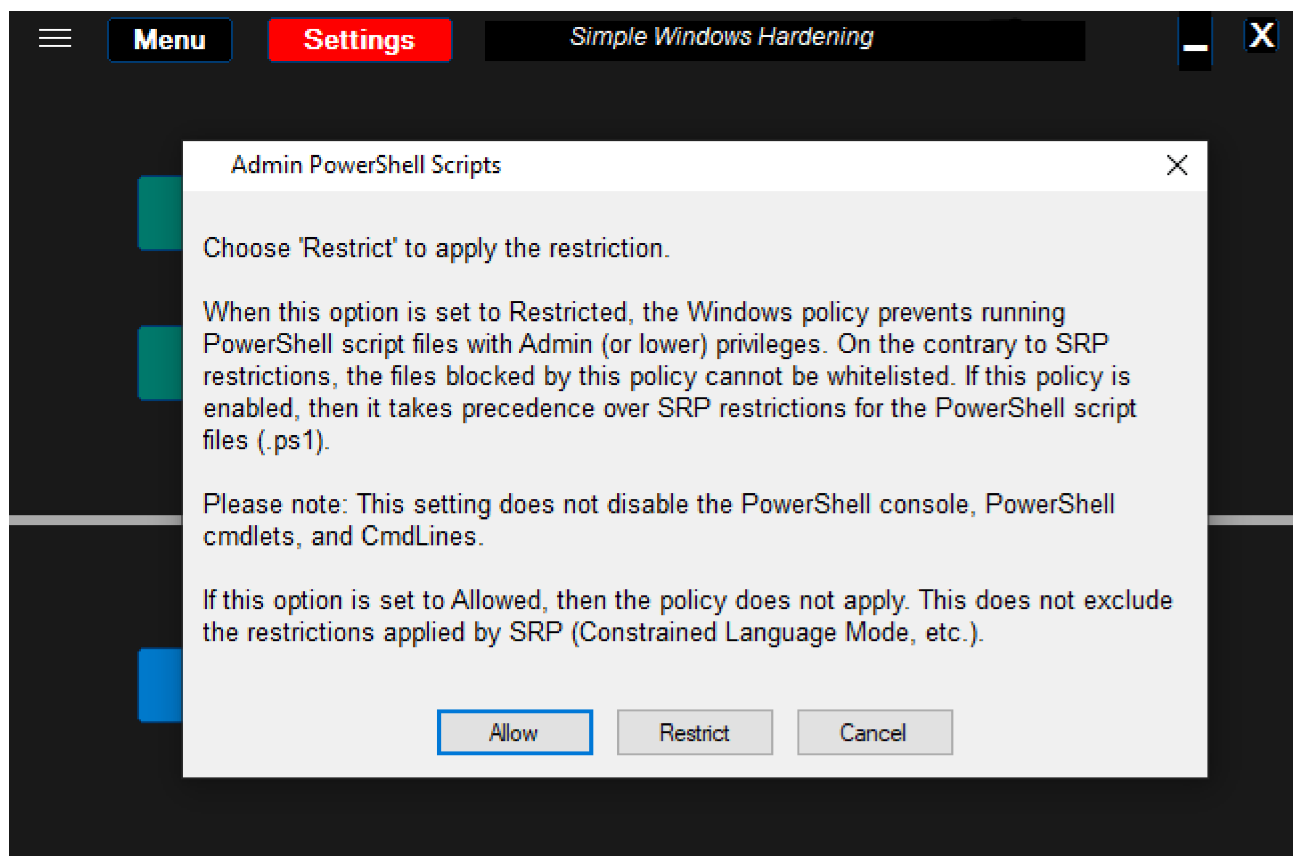 Menu
Settings
Simple Windows Hardening
X
Admin PowerShell Scripts
Choose 'Restrict' to apply the restriction.
When this option is set to Restricted, the Windows policy prevents running
PowerShell script files with Admin (or lower) privileges. On the contrary to SRP
restrictions, the files blocked by this policy cannot be whitelisted. If this policy is
enabled, then it takes precedence over SRP restrictions for the PowerShell script
files (.ps1).
Please note: This setting does not disable the PowerShell console, PowerShell
cmdlets, and CmdLines.
If this option is set to Allowed, then the policy does not apply. This does not exclude
the restrictions applied by SRP (Constrained Language Mode, etc.).
Allow
Restrict
Cancel